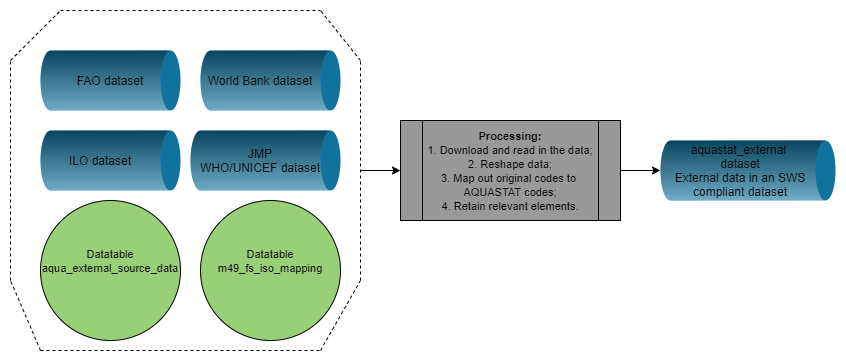 FAO dataset
World Bank dataset
ILO dataset
JMP
WHO/UNICEF dataset
Datatable
aqua_external_source_data
Datatable
m49_fs_iso_mapping
Processing:
1. Download and read in the data;
2. Reshape data;
3. Map out original codes to
AQUASTAT codes;
4. Retain relevant elements.
aquastat_external
dataset
External data in an SWS
compliant dataset